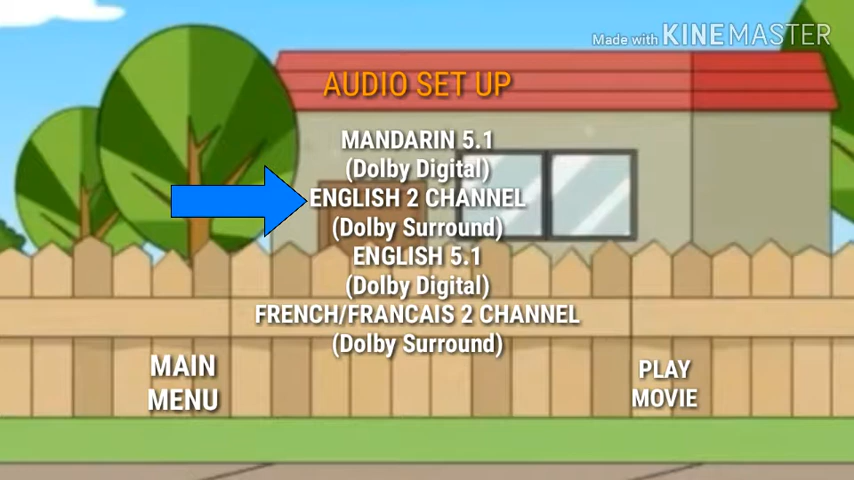 Made with KINEMASTER
AUDIO SET UP
MANDARIN 5.1
(Dolby Digital)
ENGLISH 2 CHANNEL
(Dolby Surround)
ENGLISH 5.1
(Dolby Digital)
FRENCH/FRANCAIS 2 CHANNEL
(Dolby Surround)
MAIN
MENU
PLAY
MOVIE